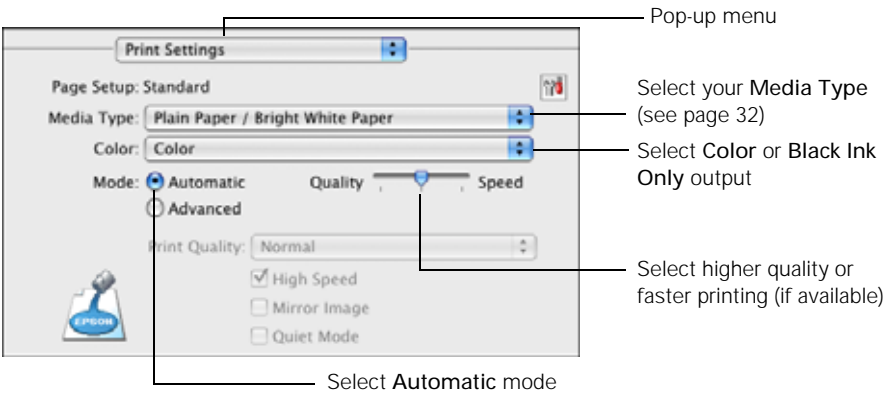 Pop-up menu
Print Settings
Page Setup: Standard
Select your Media Type
(see page 32)
Media Type: Plain Paper / Bright White Paper
Color: Color
Select Color or Black Ink
Only output
Mode: Automatic Quality Speed
Advanced
Print Quality: Normal
High Speed
Select higher quality or
faster printing (if available)
Mirror Image
EPSON
Quiet Mode
Select Automatic mode